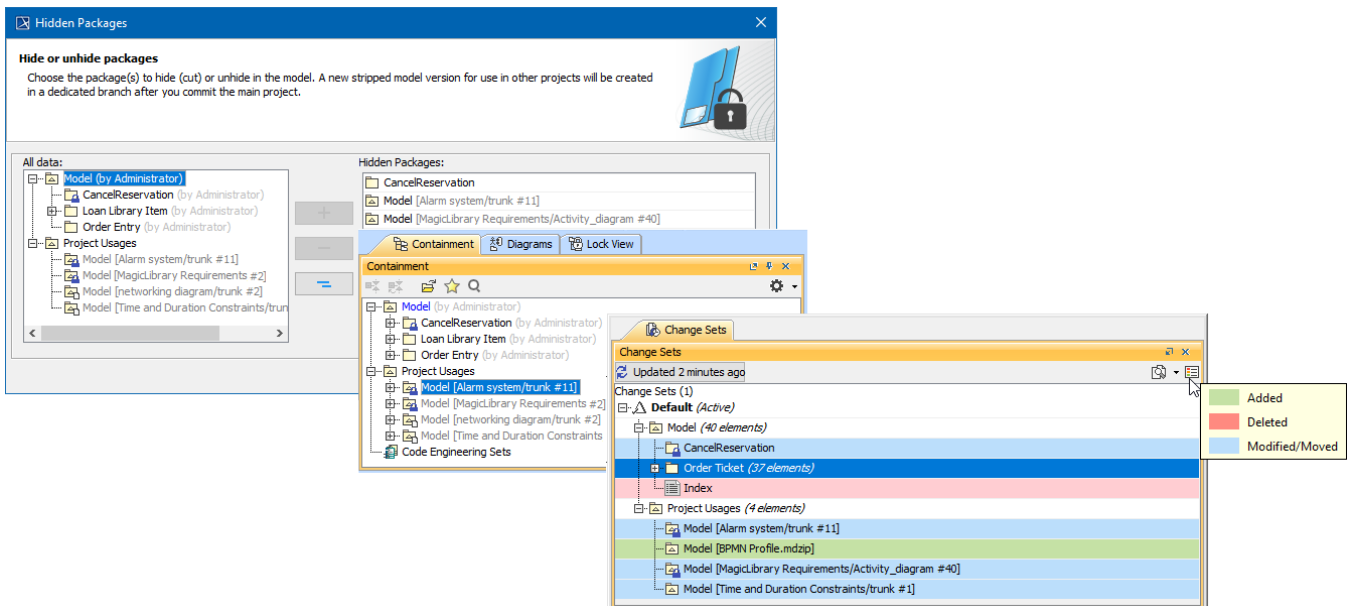 Hidden Packages
Hide or unhide packages
Choose the package(s) to hide (cut) or unhide in the model. A new stripped model version for use in other projects will be created
in a dedicated branch after you commit the main project.
All data:
Model (by Administrator)
CancelReservation (by Administrator)
Loan Library Item (by Administrator)
Order Entry (by Administrator)
Project Usages
Model [Alarm system/trunk #11]
Model [MagicLibrary Requirements #2]
Model [networking diagram/trunk #2]
Model [Time and Duration Constraints/trun
Hidden Packages:
CancelReservation
Model [Alarm system/trunk #11]
Model [MagicLibrary Requirements/Activity_diagram #40]
Containment
Diagrams
Lock View
Containment
Model (by Administrator)
CancelReservation (by Administrator)
Loan Library Item (by Administrator)
Order Entry (by Administrator)
Project Usages
Model [Alarm system/trunk #11]
Model [MagicLibrary Requirements #2]
Model [networking diagram/trunk #2]
Model [Time and Duration Constraints
Code Engineering Sets
Change Sets
Change Sets
Updated 2 minutes ago
Change Sets (1)
Default (Active)
Model (40 elements)
CancelReservation
Order Ticket (37 elements)
Index
Project Usages (4 elements)
Model [Alarm system/trunk #11]
Model [BPMN Profile.mdzip]
Model [MagicLibrary Requirements/Activity_diagram #40]
Model [Time and Duration Constraints/trunk #1]
Added
Deleted
Modified/Moved